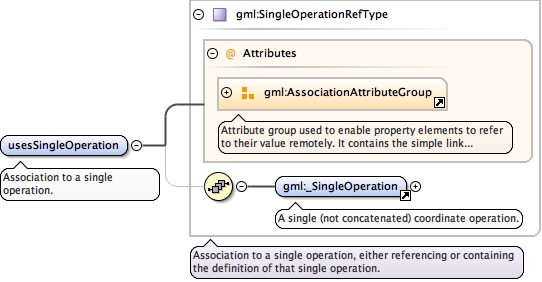 gml:SingleOperationRefType
@ Attributes
gml:AssociationAttributeGroup
Attribute group used to enable property elements to refer
to their value remotely. It contains the simple link...
usesSingleOperation
Association to a single
operation.
gml:_SingleOperation
A single (not concatenated) coordinate operation.
Association to a single operation, either referencing or containing
the definition of that single operation.